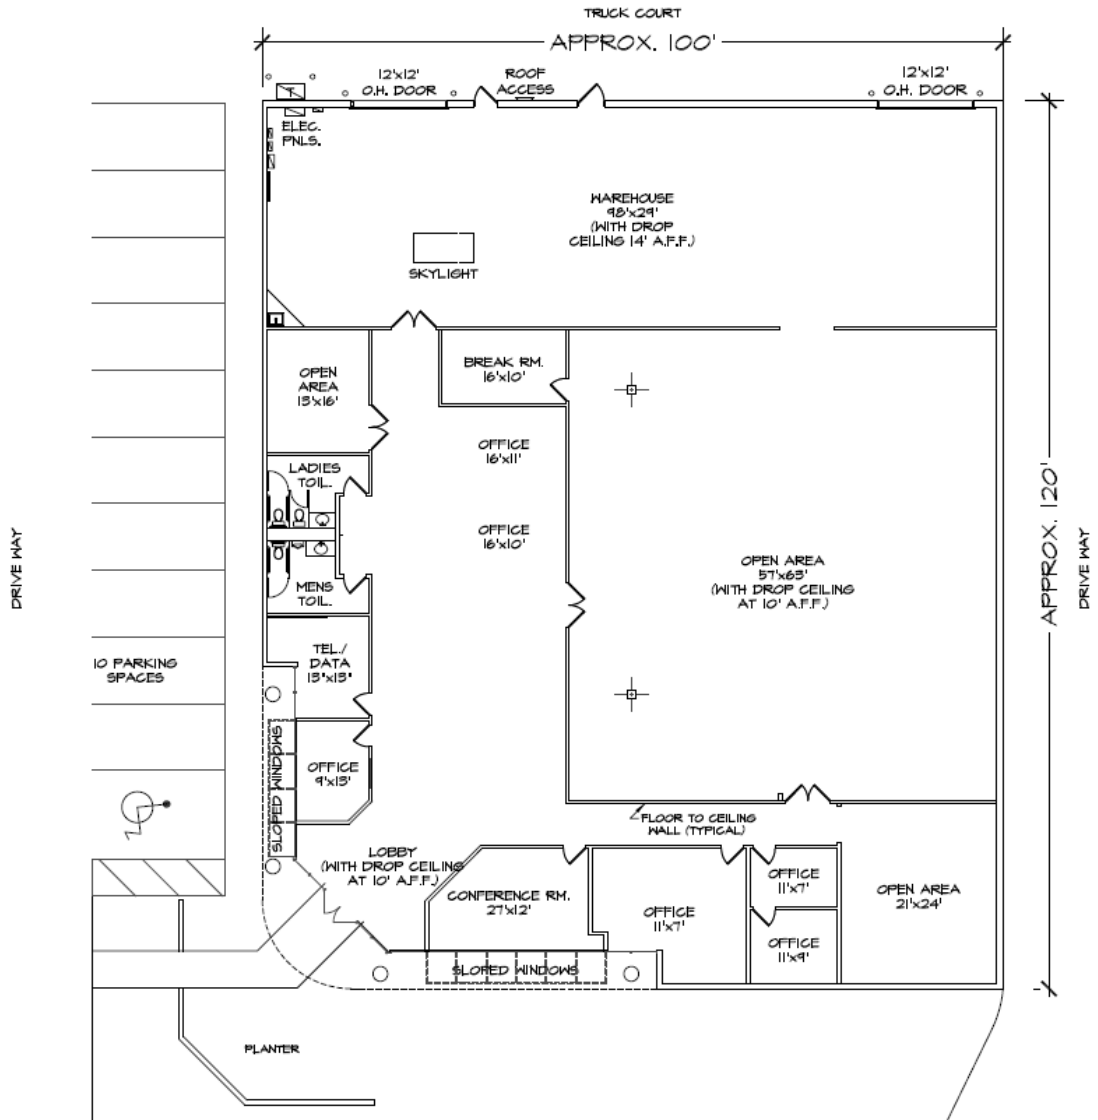 TRUCK COURT
APPROX. 100'
12'x12'
O.H. DOOR
ROOF
ACCESS
12'x12'
O.H. DOOR
ELEC.
PNLS.
WAREHOUSE
98'x29'
(WITH DROP
CEILING 14' A.F.F.)
SKYLIGHT
E
OPEN
AREA
13'x16'
BREAK RM.
16'x10'
OFFICE
16'x11'
LADIES
TOIL.
OFFICE
16'x10'
MENS
TOIL.
OPEN AREA
57'x63'
(WITH DROP CEILING
AT 10' A.F.F.)
APPROX. 120'
DRIVE WAY
DRIVE WAY
TEL./
DATA
13'x13'
10 PARKING
SPACES
SLOPED WINDOWS
OFFICE
9'x13'
FLOOR TO CEILING
WALL (TYPICAL)
LOBBY
(WITH DROP CEILING
AT 10' A.F.F.)
CONFERENCE RM.
27'x12'
OFFICE
11'x7'
OFFICE
11'x7'
OFFICE
11'x9'
OPEN AREA
21'x24'
SLOPED WINDOWS
PLANTER